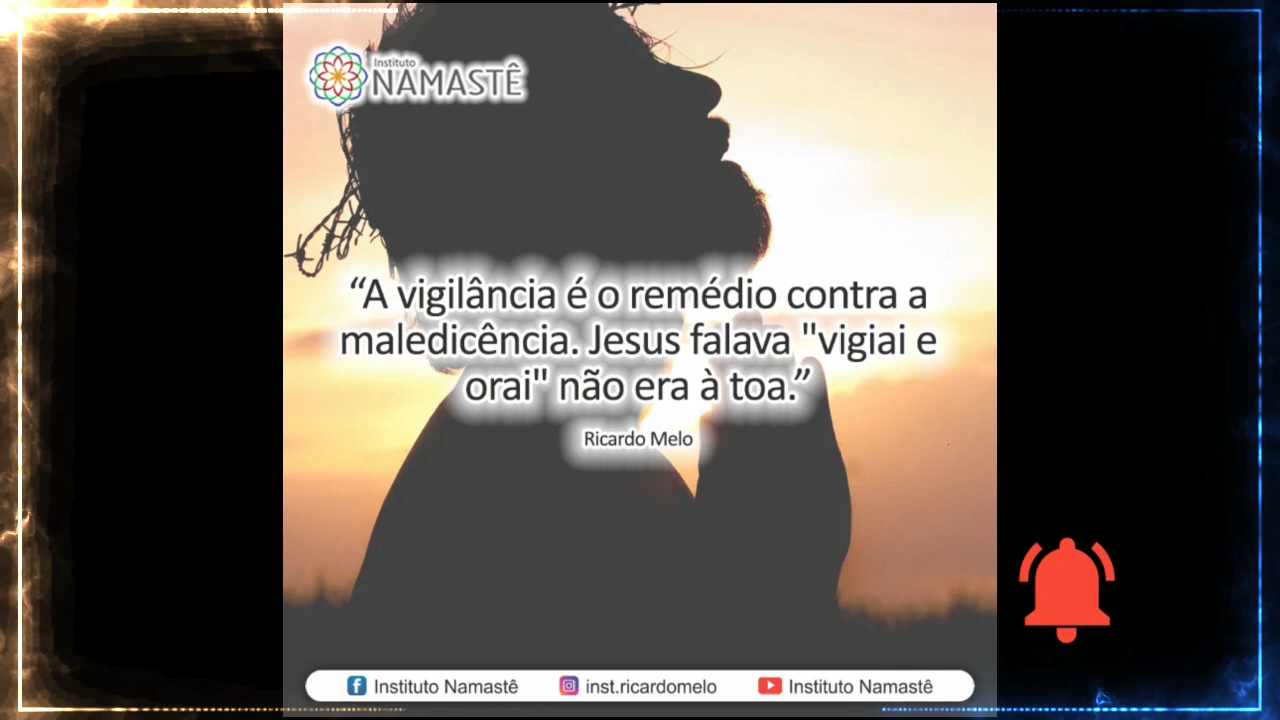 Instituto
NAMASTÊ
“A vigilância é o remédio contra a
maledicência. Jesus falava "vigiai e
orai" não era à toa.”
Ricardo Melo
Instituto Namastê inst.ricardomelo Instituto Namastê